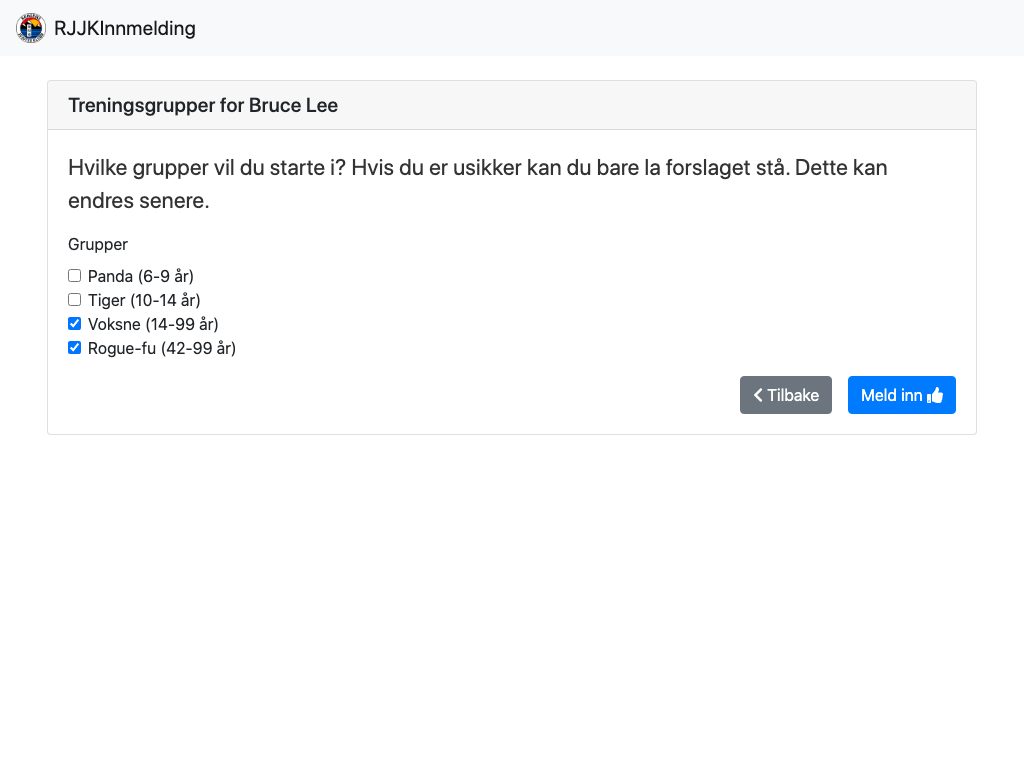 RJJKInnmelding
Treningsgrupper for Bruce Lee
Hvilke grupper vil du starte i? Hvis du er usikker kan du bare la forslaget stå. Dette kan
endres senere.
Grupper
Panda (6-9 år)
Tiger (10-14 år)
Voksne (14-99 år)
Rogue-fu (42-99 år)
Tilbake
Meld inn